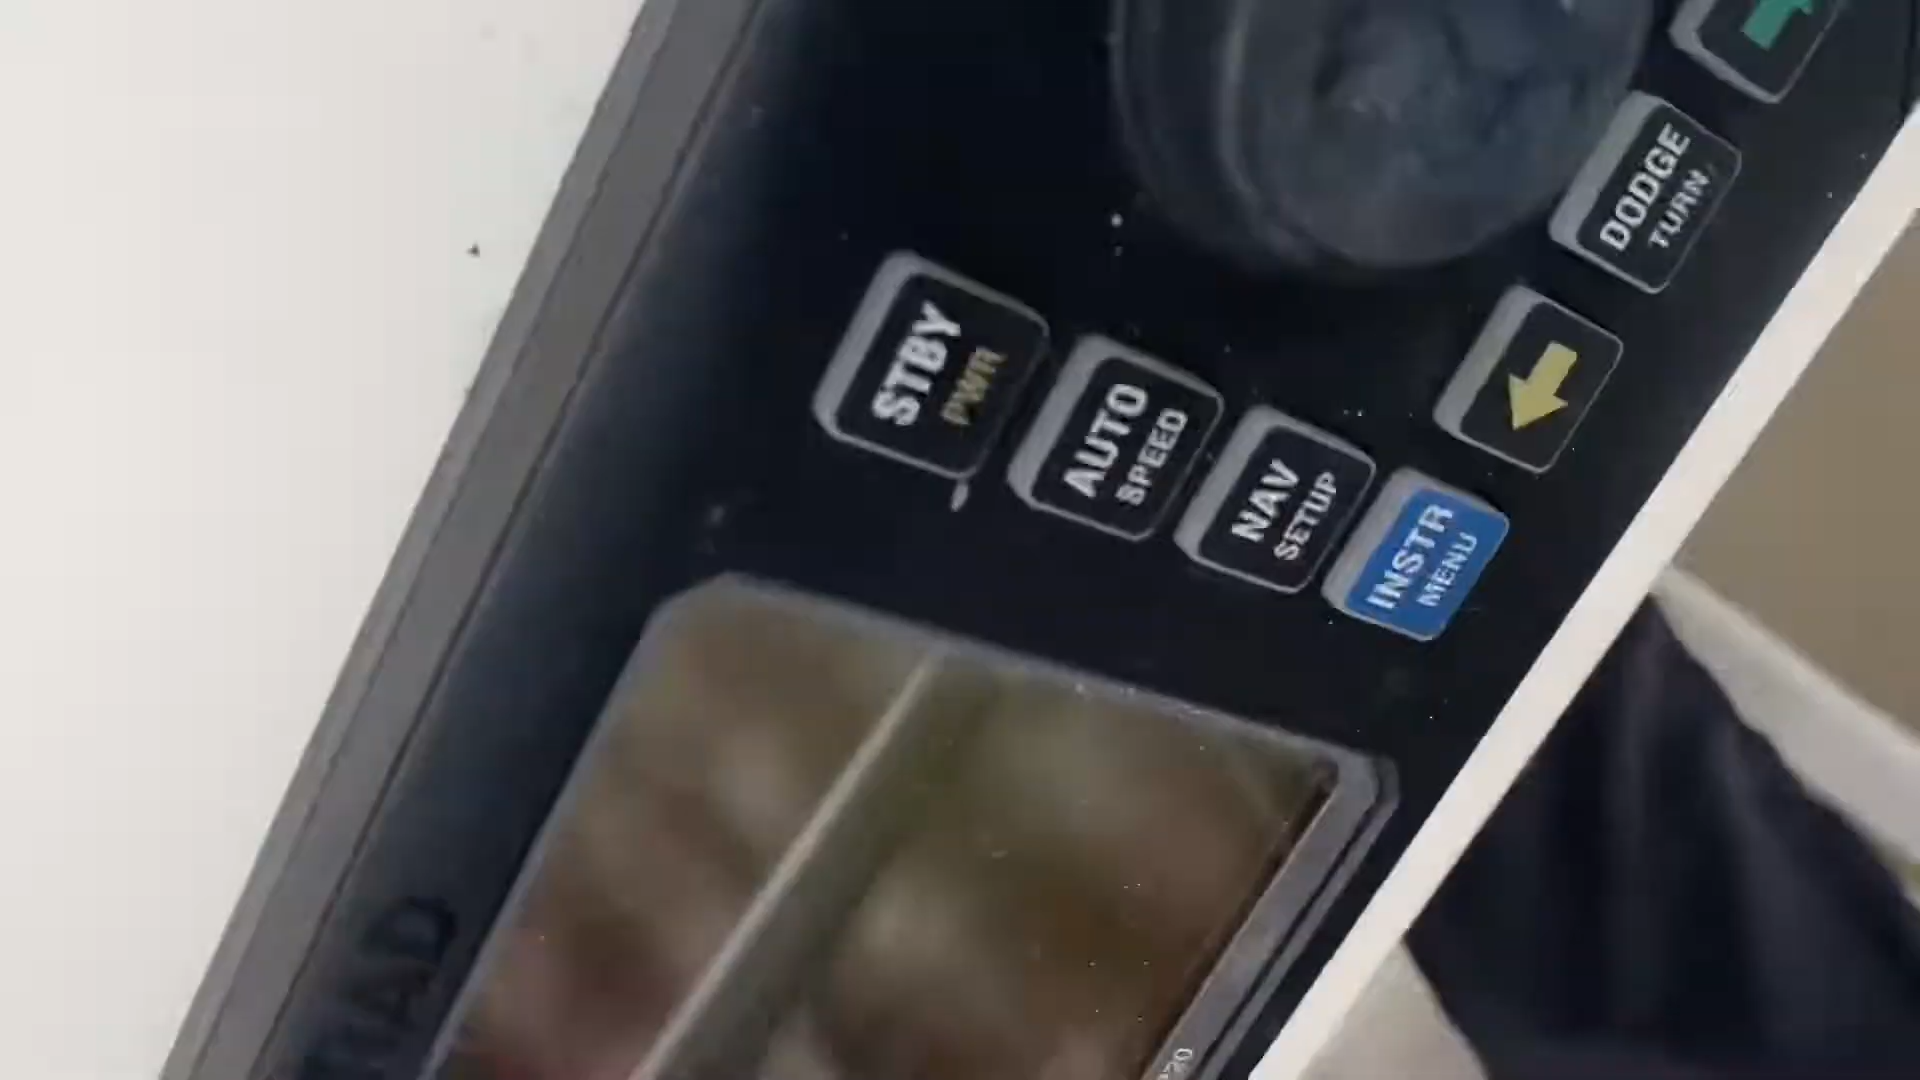 STBY
PWR
AUTO
SPEED
NAV
SETUP
INSTR
MENU
DODGE
TURN